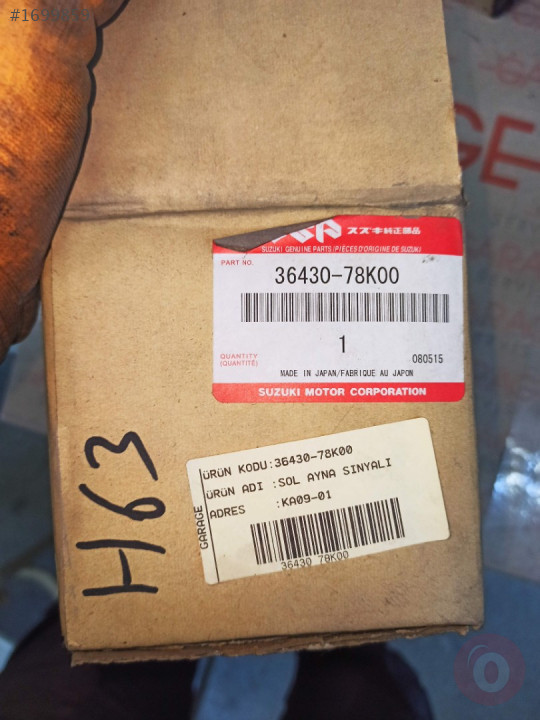 スズキ純正部品
SUZUKI GENUINE PARTS (PIÈCES D'ORIGINE DE SUZUKI)
PART NO.
36430-78K00
1
QUANTITY
(QUANTITÉ)
080515
MADE IN JAPAN/FABRIQUE AU JAPON
SUZUKI MOTOR CORPORATION
GARAGE
ÜRÜN KODU:36430-78K00
ÜRÜN ADI :SOL AYNA SINYALI
ADRES :KA09-01
36430 78K00
H63